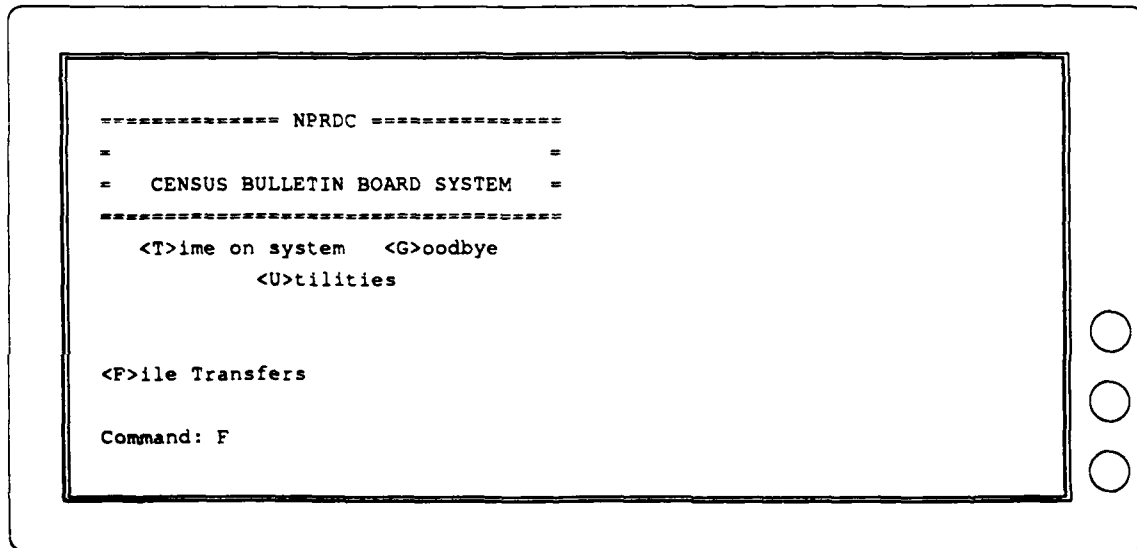 ============== NPRDC ===============
=                                  =
=   CENSUS BULLETIN BOARD SYSTEM   =
====================================
<T>ime on system   <G>oodbye
<U>tilities
<F>ile Transfers
Command: F